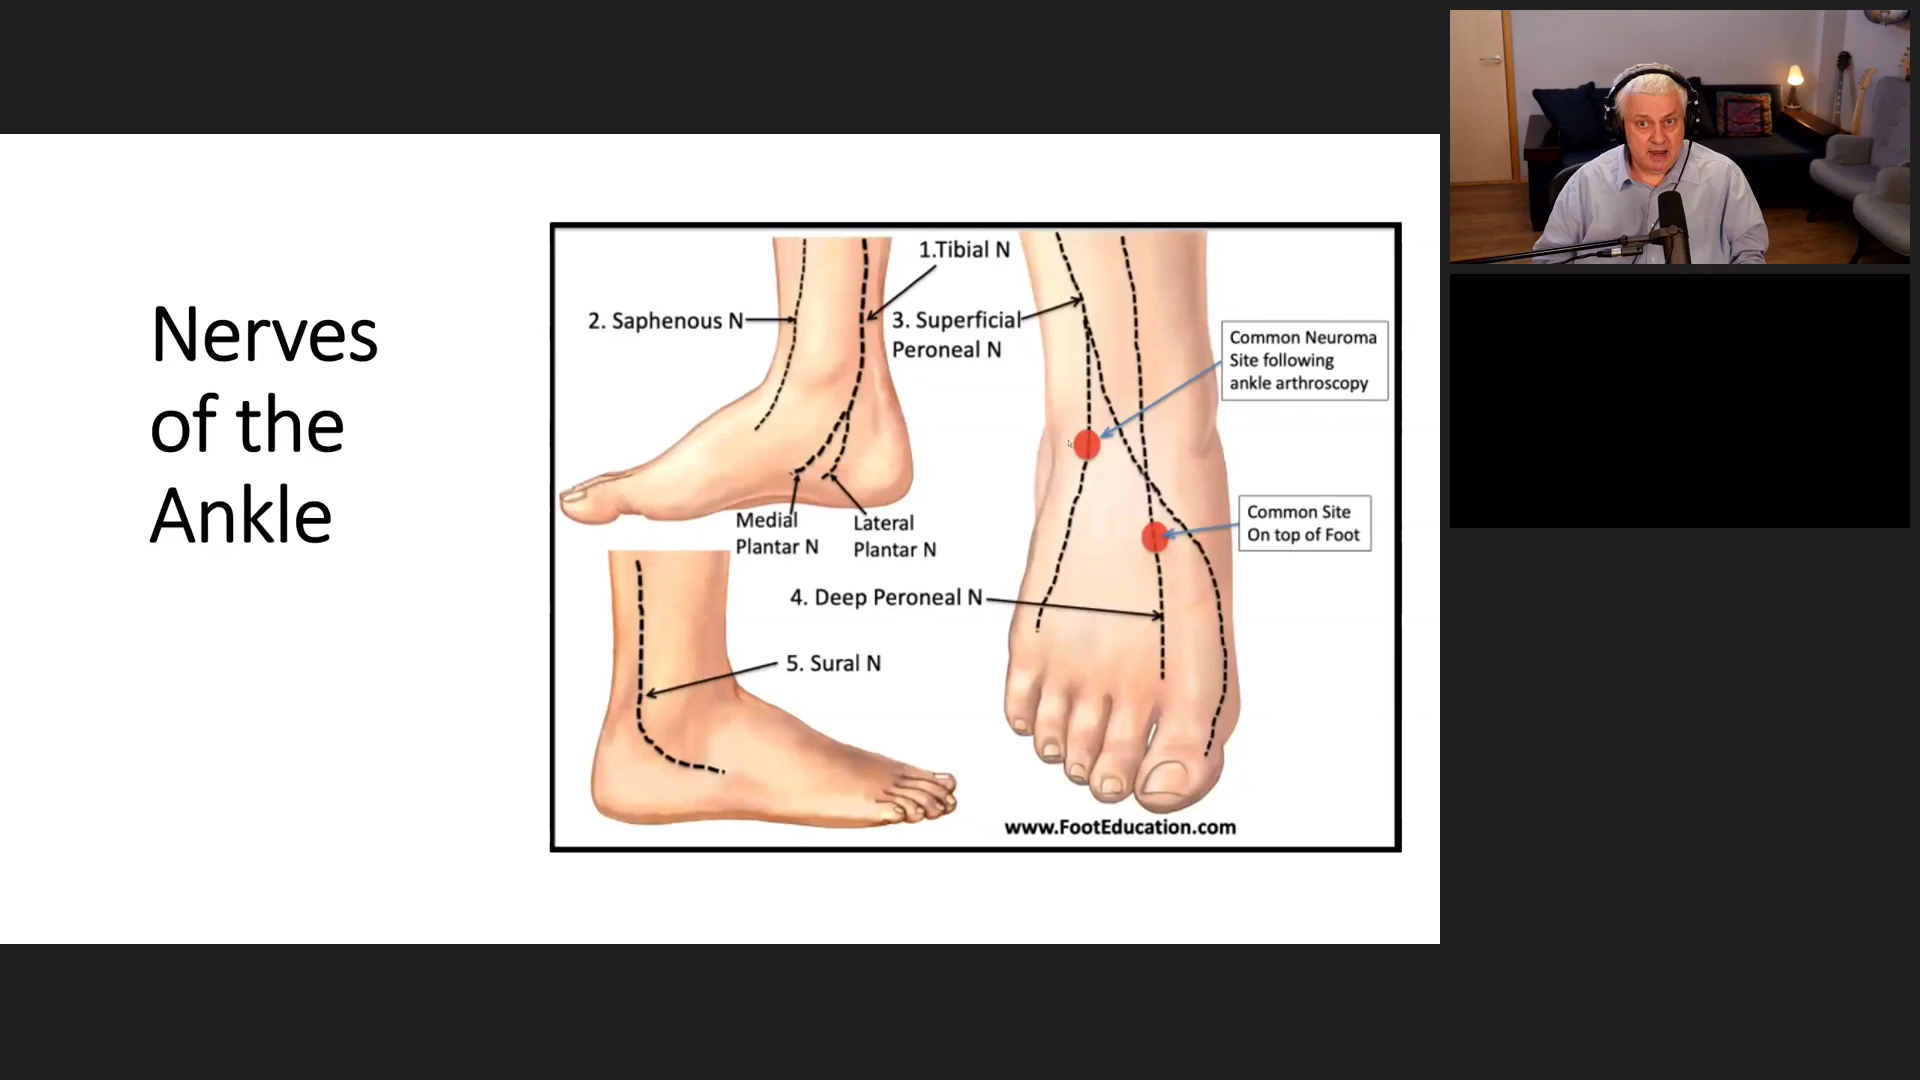 Nerves
of the
Ankle
1.Tibial N
2. Saphenous N
3. Superficial
Peroneal N
Common Neuroma
Site following
ankle arthroscopy
Medial
Plantar N
Lateral
Plantar N
Common Site
On top of Foot
4. Deep Peroneal N
5. Sural N
www.FootEducation.com